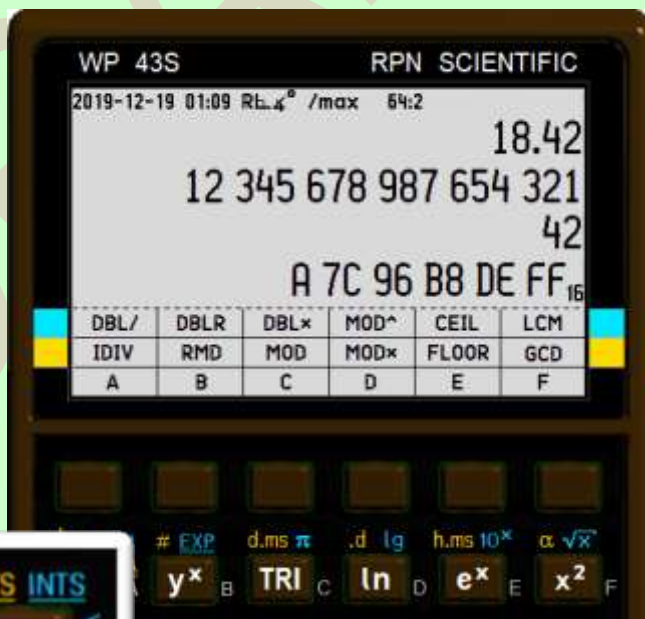 WP 43S RPN SCIENTIFIC
2019-12-19 01:09 /max 64:2
18.42
12 345 678 987 654 321
42
A 7C 96 B8 DE FF₁₆
DBL/ DBLR DBL× MOD^ CEIL LCM
IDIV RMD MOD MOD× FLOOR GCD
A B C D E F
# EXP d.ms π .d lg h.ms 10ˣ α √x
yˣ B TRI C ln D eˣ E x² F
INTS